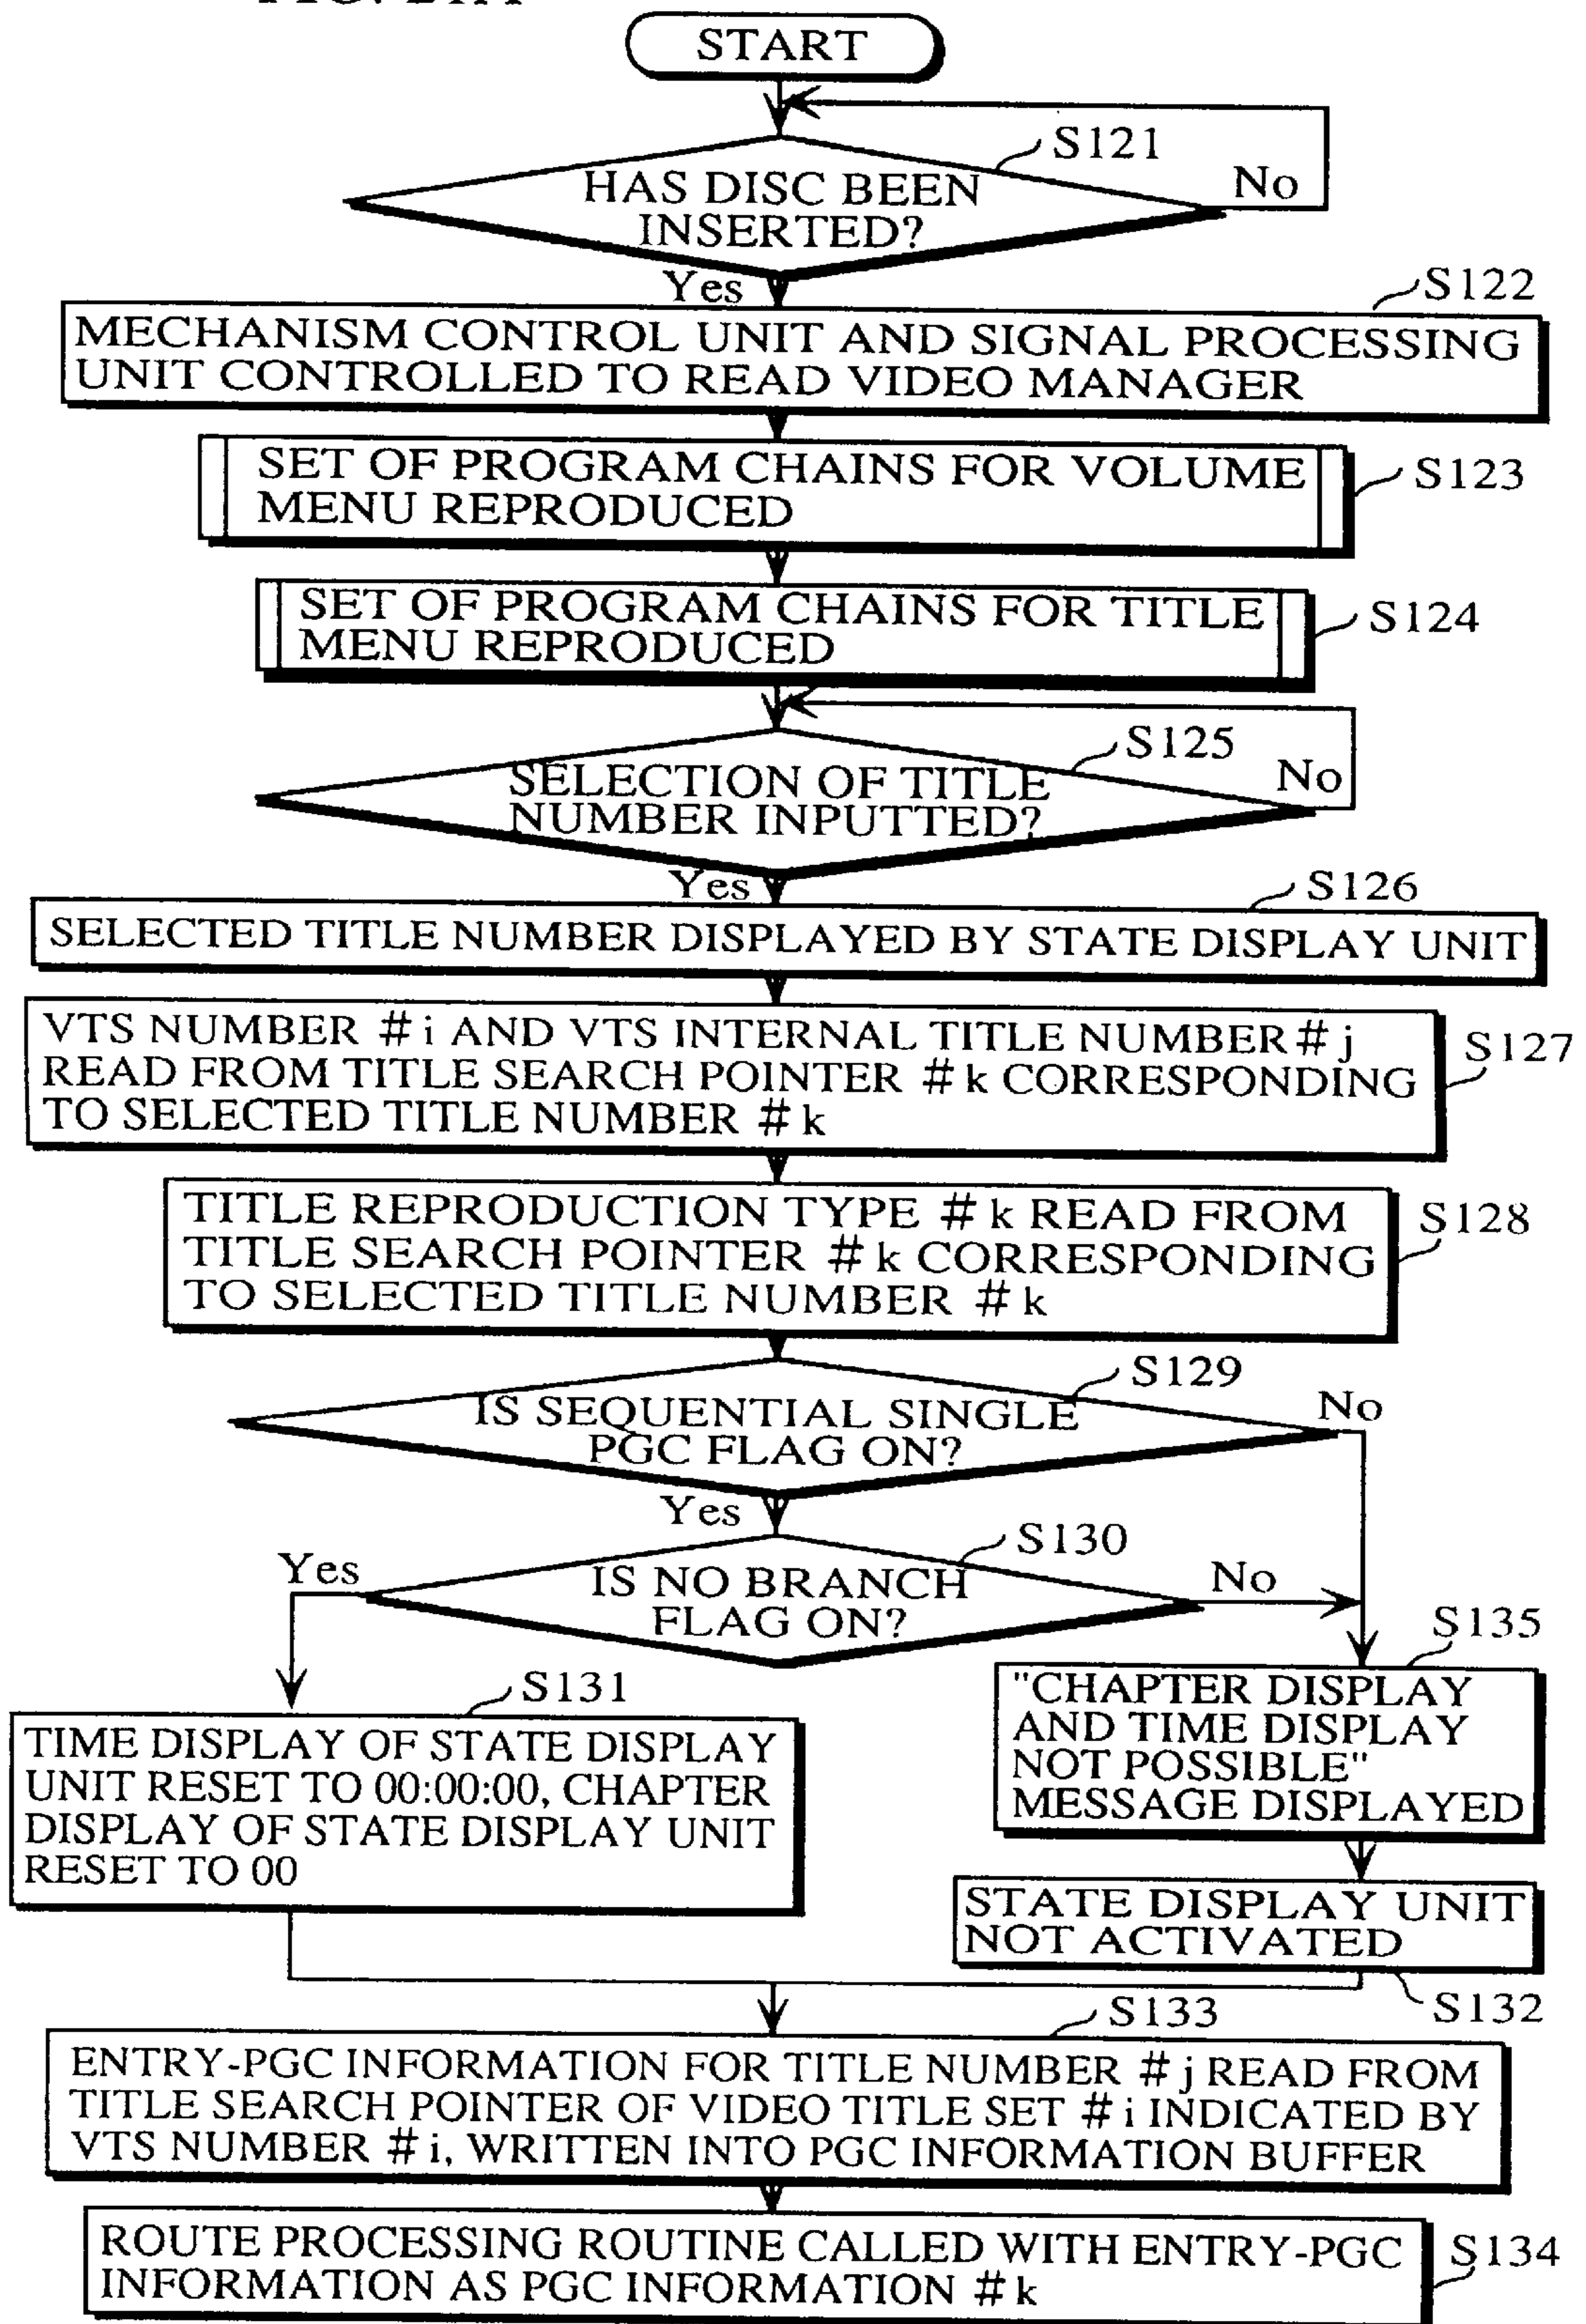 START
S121
HAS DISC BEEN
INSERTED?
No
Yes
S122
MECHANISM CONTROL UNIT AND SIGNAL PROCESSING
UNIT CONTROLLED TO READ VIDEO MANAGER
SET OF PROGRAM CHAINS FOR VOLUME
MENU REPRODUCED
S123
SET OF PROGRAM CHAINS FOR TITLE
MENU REPRODUCED
S124
S125
SELECTION OF TITLE
NUMBER INPUTTED?
No
Yes
S126
SELECTED TITLE NUMBER DISPLAYED BY STATE DISPLAY UNIT
VTS NUMBER #i AND VTS INTERNAL TITLE NUMBER #j
READ FROM TITLE SEARCH POINTER #k CORRESPONDING
TO SELECTED TITLE NUMBER #k
S127
TITLE REPRODUCTION TYPE #k READ FROM
TITLE SEARCH POINTER #k CORRESPONDING
TO SELECTED TITLE NUMBER #k
S128
S129
IS SEQUENTIAL SINGLE
PGC FLAG ON?
No
Yes
S130
Yes
IS NO BRANCH
FLAG ON?
No
S135
"CHAPTER DISPLAY
AND TIME DISPLAY
NOT POSSIBLE"
MESSAGE DISPLAYED
S131
TIME DISPLAY OF STATE DISPLAY
UNIT RESET TO 00:00:00, CHAPTER
DISPLAY OF STATE DISPLAY UNIT
RESET TO 00
STATE DISPLAY UNIT
NOT ACTIVATED
S132
S133
ENTRY-PGC INFORMATION FOR TITLE NUMBER #j READ FROM
TITLE SEARCH POINTER OF VIDEO TITLE SET #i INDICATED BY
VTS NUMBER #i, WRITTEN INTO PGC INFORMATION BUFFER
ROUTE PROCESSING ROUTINE CALLED WITH ENTRY-PGC
INFORMATION AS PGC INFORMATION #k
S134